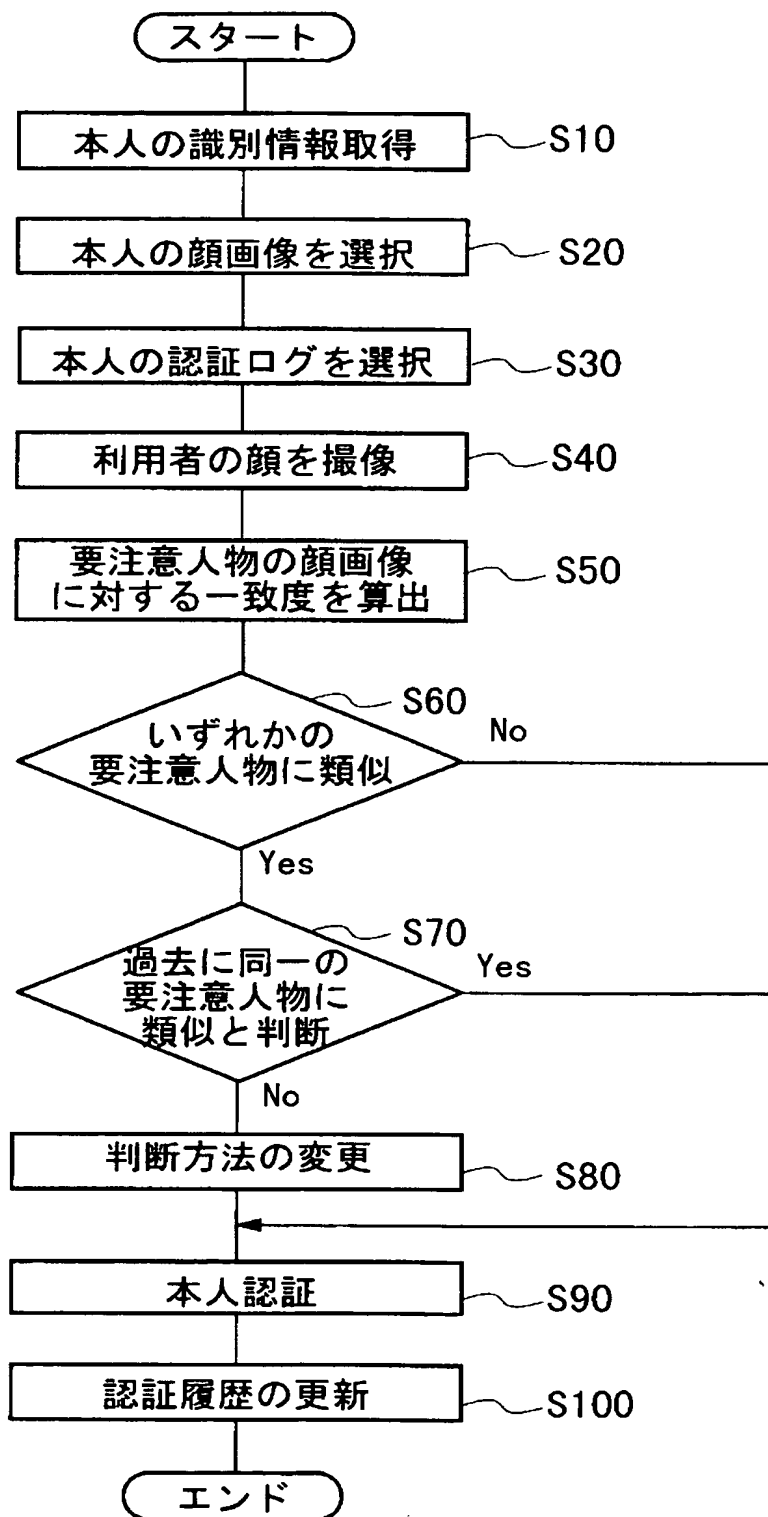 スタート
本人の識別情報取得 S10
本人の顔画像を選択 S20
本人の認証ログを選択 S30
利用者の顔を撮像 S40
要注意人物の顔画像
に対する一致度を算出 S50
S60
いずれかの
要注意人物に類似
No
Yes
S70
過去に同一の
要注意人物に
類似と判断
Yes
No
判断方法の変更 S80
本人認証 S90
認証履歴の更新 S100
エンド